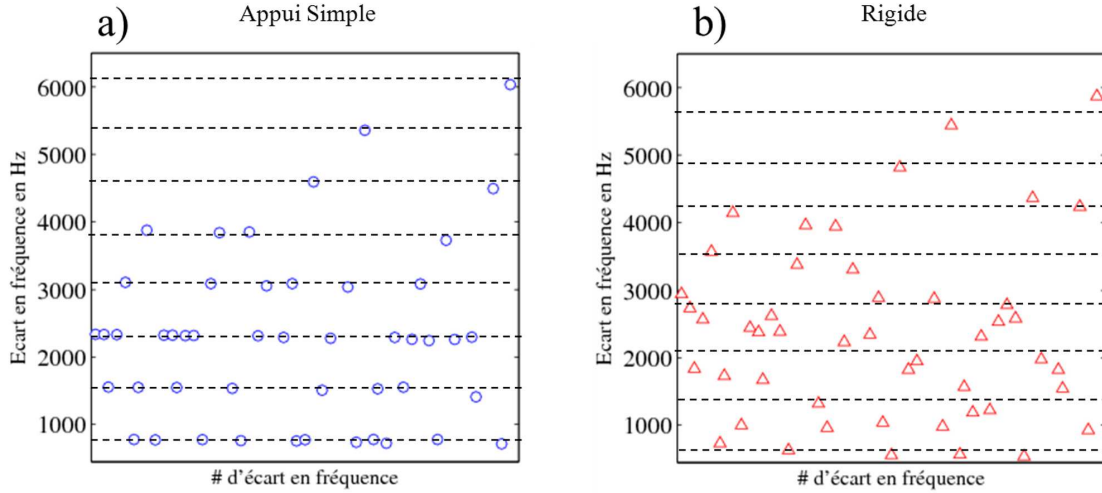 a)
Appui Simple
6000
5000
4000
3000
2000
1000
Ecart en fréquence en Hz
# d'écart en fréquence
b)
Rigide
6000
5000
4000
3000
2000
1000
Ecart en fréquence en Hz
# d'écart en fréquence